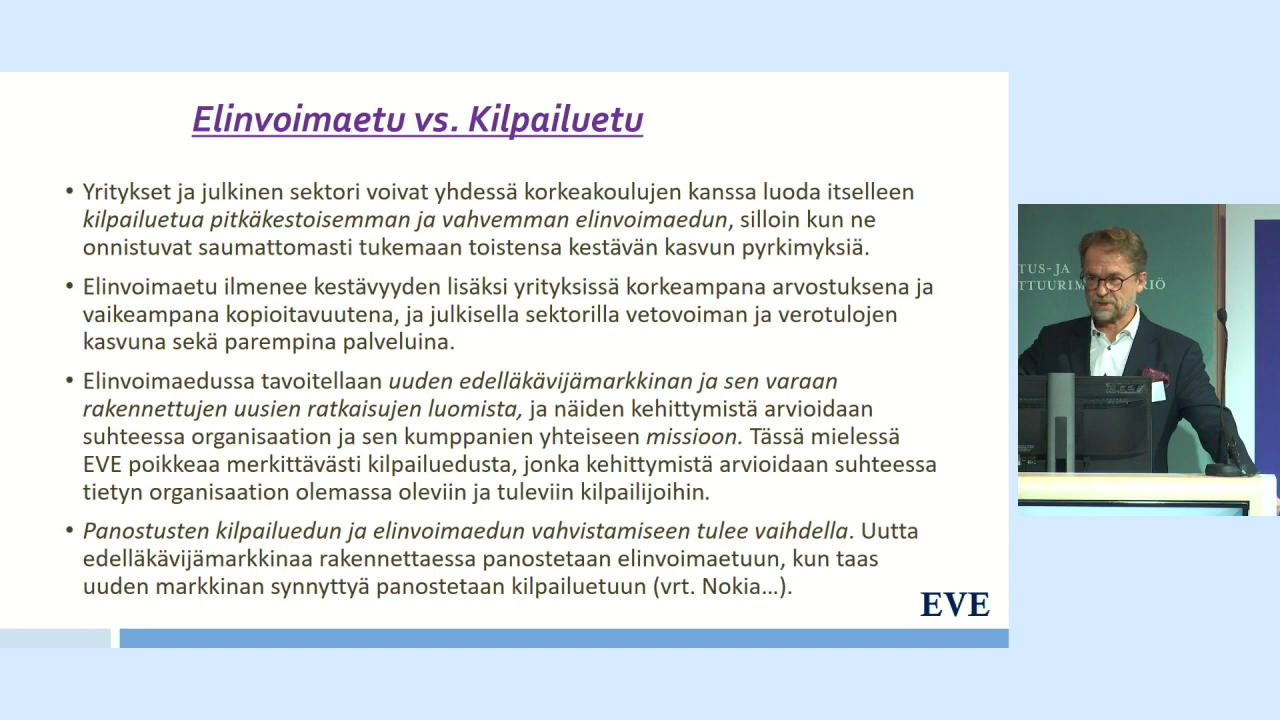 Elinvoimaetu vs. Kilpailuetu
• Yritykset ja julkinen sektori voivat yhdessä korkeakoulujen kanssa luoda itselleen
kilpailuetua pitkäkestoisemman ja vahvemman elinvoimaedun, silloin kun ne
onnistuvat saumattomasti tukemaan toistensa kestävän kasvun pyrkimyksiä.
• Elinvoimaetu ilmenee kestävyyden lisäksi yrityksissä korkeampana arvostuksena ja
vaikeampana kopioitavuutena, ja julkisella sektorilla vetovoiman ja verotulojen
kasvuna sekä parempina palveluina.
• Elinvoimaedussa tavoitellaan uuden edelläkävijämarkkinan ja sen varaan
rakennettujen uusien ratkaisujen luomista, ja näiden kehittymistä arvioidaan
suhteessa organisaation ja sen kumppanien yhteiseen missioon. Tässä mielessä
EVE poikkeaa merkittävästi kilpailuedusta, jonka kehittymistä arvioidaan suhteessa
tietyn organisaation olemassa oleviin ja tuleviin kilpailijoihin.
• Panostusten kilpailuedun ja elinvoimaedun vahvistamiseen tulee vaihdella. Uutta
edelläkävijämarkkinaa rakennettaessa panostetaan elinvoimaetuun, kun taas
uuden markkinan synnyttyä panostetaan kilpailuetuun (vrt. Nokia…).
EVE
TUS- JA
TTUURIM RIÖ